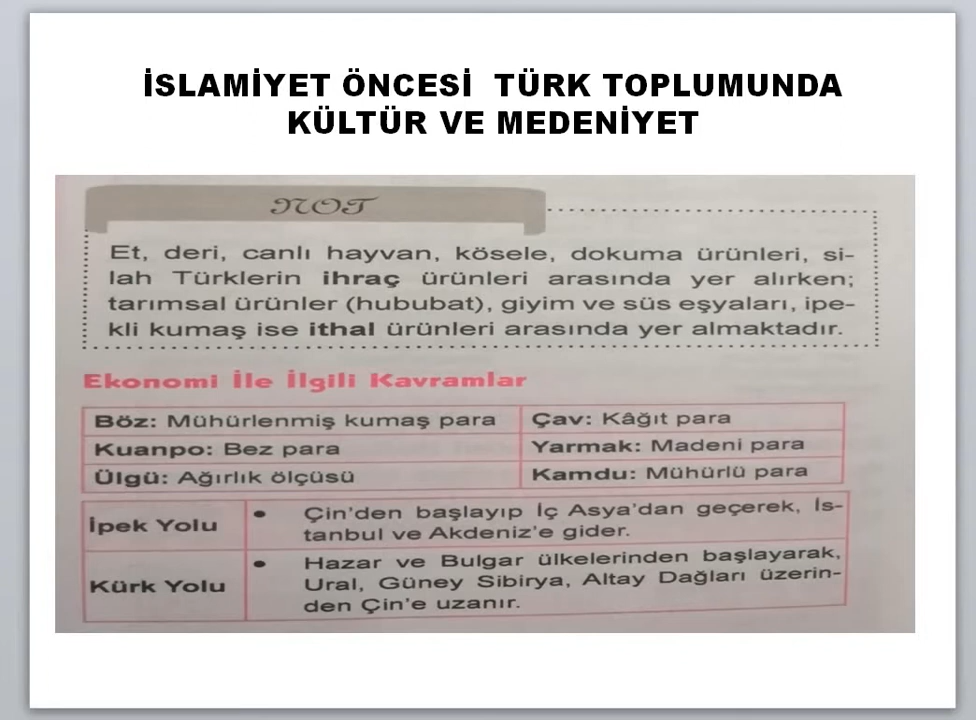 İSLAMİYET ÖNCESİ TÜRK TOPLUMUNDA
KÜLTÜR VE MEDENİYET
NOT
Et, deri, canlı hayvan, kösele, dokuma ürünleri, si-
lah Türklerin ihraç ürünleri arasında yer alırken;
tarımsal ürünler (hububat), giyim ve süs eşyaları, ipe-
kli kumaş ise ithal ürünleri arasında yer almaktadır.
Ekonomi İle İlgili Kavramlar
Böz: Mühürlenmiş kumaş para
Çav: Kâğıt para
Kuanpo: Bez para
Yarmak: Madeni para
Ülgü: Ağırlık ölçüsü
Kamdu: Mühürlü para
İpek Yolu
• Çin'den başlayıp İç Asya'dan geçerek, İs-
tanbul ve Akdeniz'e gider.
Kürk Yolu
• Hazar ve Bulgar ülkelerinden başlayarak,
Ural, Güney Sibirya, Altay Dağları üzerin-
den Çin'e uzanır.